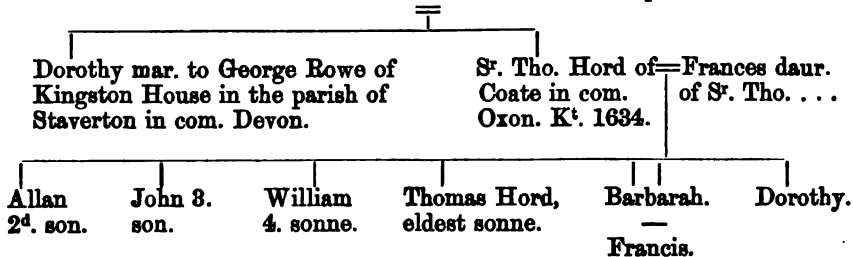 Dorothy mar. to George Rowe of
Kingston House in the parish of
Staverton in com. Devon.
Sʳ. Tho. Hord of=Frances daur.
Coate in com. of Sʳ. Tho. . . .
Oxon. Kᵗ. 1634.
Allan
2ᵈ. son.
John 3.
son.
William
4. sonne.
Thomas Hord,
eldest sonne.
Barbarah.
Francis.
Dorothy.